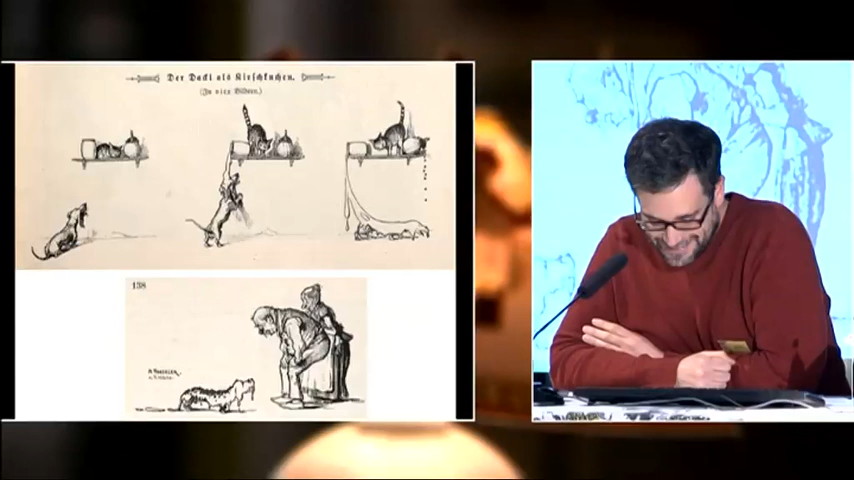 Der Dackl als Kirschkuchen.
(In vier Bildern.)
138